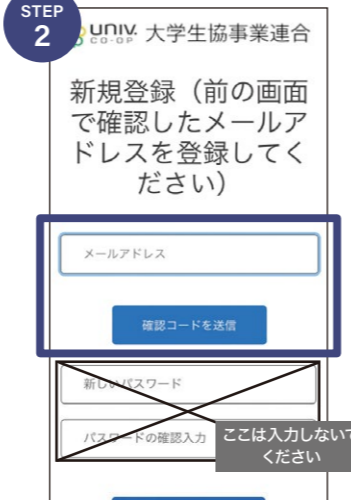 STEP
2
UNIV.
CO-OP
大学生協事業連合
新規登録（前の画面
で確認したメールア
ドレスを登録してく
ださい）
メールアドレス
確認コードを送信
新しいパスワード
パスワードの確認入力
ここは入力しないで
ください